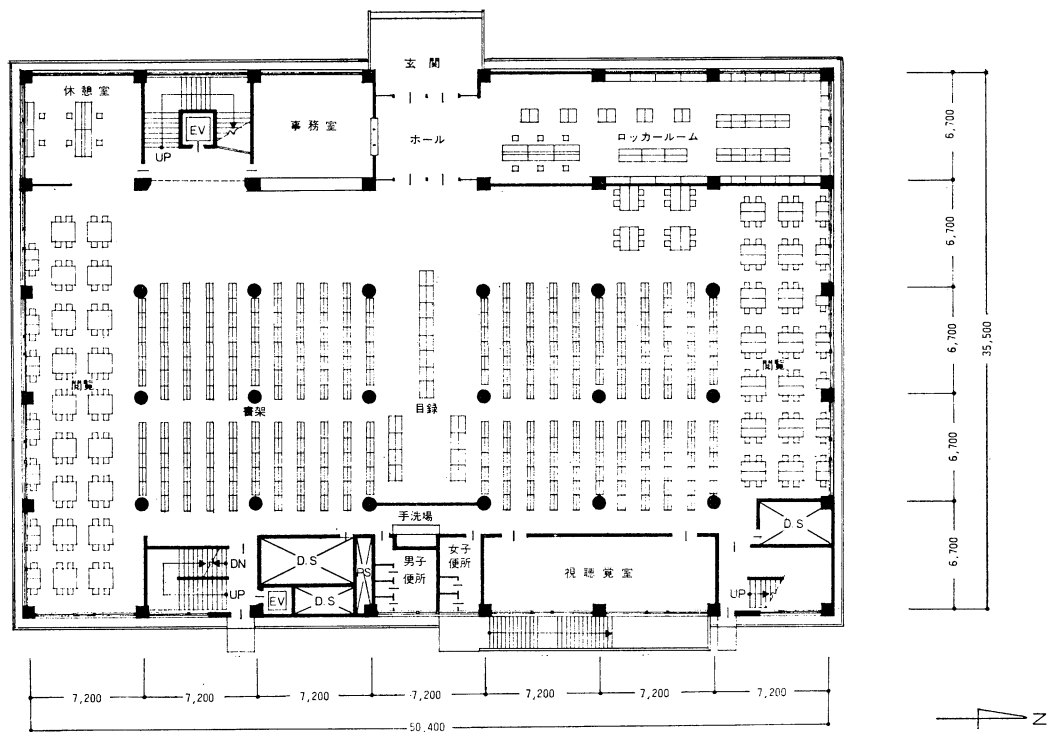 玄関
休憩室
EV
UP
事務室
ホール
ロッカールーム
閲覧
書架
目録
閲覧
手洗場
男子
便所
女子
便所
視聴覚室
D.S
DN
UP
D.S
EV
D.S
PS
UP
6,700
6,700
6,700
6,700
6,700
35,500
7,200
7,200
7,200
7,200
7,200
7,200
7,200
50,400
N